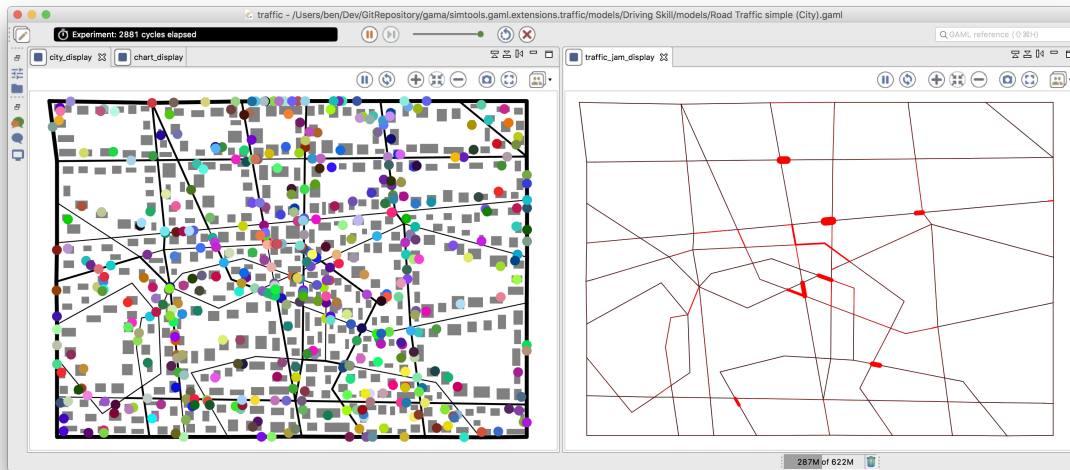 traffic - /Users/ben/Dev/GitRepository/gama/simtools.gaml.extensions.traffic/models/Driving Skill/models/Road Traffic simple (City).gaml
Experiment: 2881 cycles elapsed
GAML reference (⇧⌘H)
city_display
chart_display
traffic_jam_display
287M of 622M